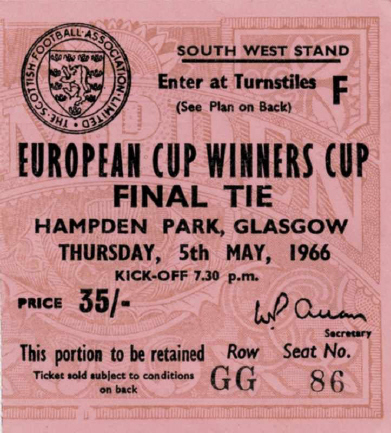 THE · SCOTTISH · FOOTBALL · ASSOCIATION · LIMITED ·
SOUTH WEST STAND
Enter at Turnstiles F
(See Plan on Back)
EUROPEAN CUP WINNERS CUP
FINAL TIE
HAMPDEN PARK, GLASGOW
THURSDAY, 5th MAY, 1966
KICK-OFF 7.30 p.m.
PRICE 35/-
Secretary
This portion to be retained Row Seat No.
Ticket sold subject to conditions GG 86
on back